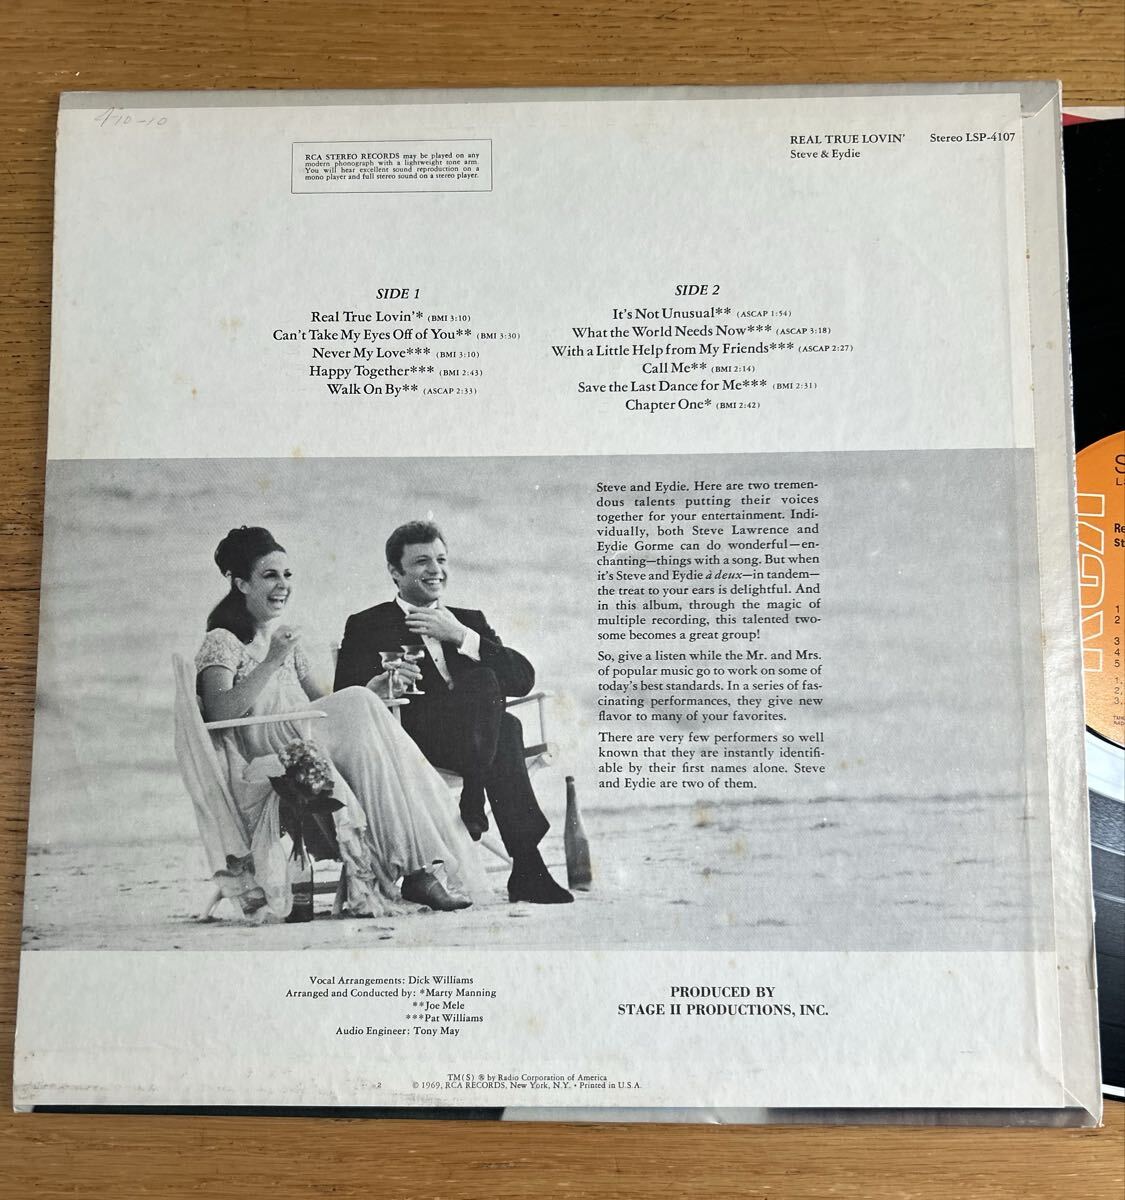 470-10
RCA STEREO RECORDS may be played on any
modern phonograph with a lightweight tone arm.
You will hear excellent sound reproduction on a
mono player and full stereo sound on a stereo player.
REAL TRUE LOVIN' Stereo LSP-4107
Steve & Eydie
SIDE 1
Real True Lovin'* (BMI 3:10)
Can't Take My Eyes Off of You** (BMI 3:30)
Never My Love*** (BMI 3:10)
Happy Together*** (BMI 2:43)
Walk On By** (ASCAP 2:33)
SIDE 2
It's Not Unusual** (ASCAP 1:54)
What the World Needs Now*** (ASCAP 3:18)
With a Little Help from My Friends*** (ASCAP 2:27)
Call Me** (BMI 2:14)
Save the Last Dance for Me*** (BMI 2:31)
Chapter One* (BMI 2:42)
Steve and Eydie. Here are two tremen-
dous talents putting their voices
together for your entertainment. Indi-
vidually, both Steve Lawrence and
Eydie Gorme can do wonderful—en-
chanting—things with a song. But when
it's Steve and Eydie à deux—in tandem—
the treat to your ears is delightful. And
in this album, through the magic of
multiple recording, this talented two-
some becomes a great group!
So, give a listen while the Mr. and Mrs.
of popular music go to work on some of
today's best standards. In a series of fas-
cinating performances, they give new
flavor to many of your favorites.
There are very few performers so well
known that they are instantly identifi-
able by their first names alone. Steve
and Eydie are two of them.
Vocal Arrangements: Dick Williams
Arranged and Conducted by: *Marty Manning
**Joe Mele
***Pat Williams
Audio Engineer: Tony May
PRODUCED BY
STAGE II PRODUCTIONS, INC.
TM(S) ® by Radio Corporation of America
2 © 1969, RCA RECORDS, New York, N.Y. • Printed in U.S.A.
RCA
S
Re
St
1
2
3
4
5
1,
2,
3,